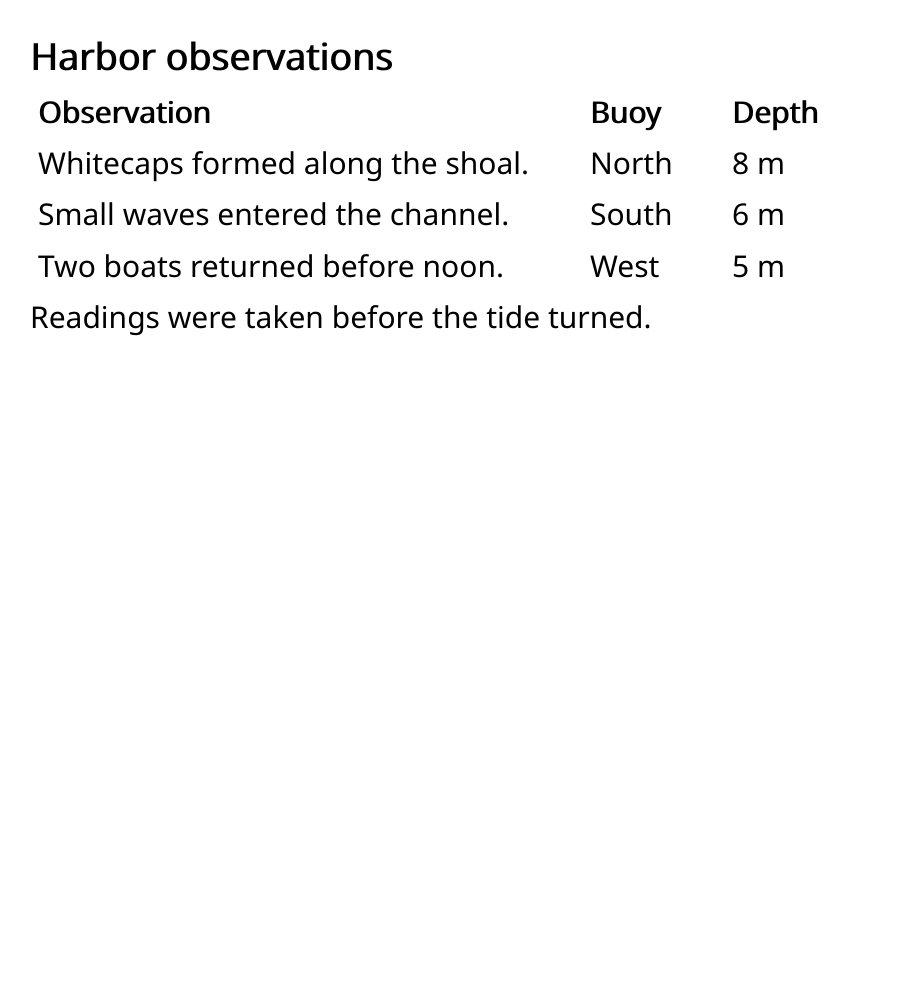 Harbor observations
Observation Buoy Depth
Whitecaps formed along the shoal. North 8 m
Small waves entered the channel. South 6 m
Two boats returned before noon. West 5 m
Readings were taken before the tide turned.